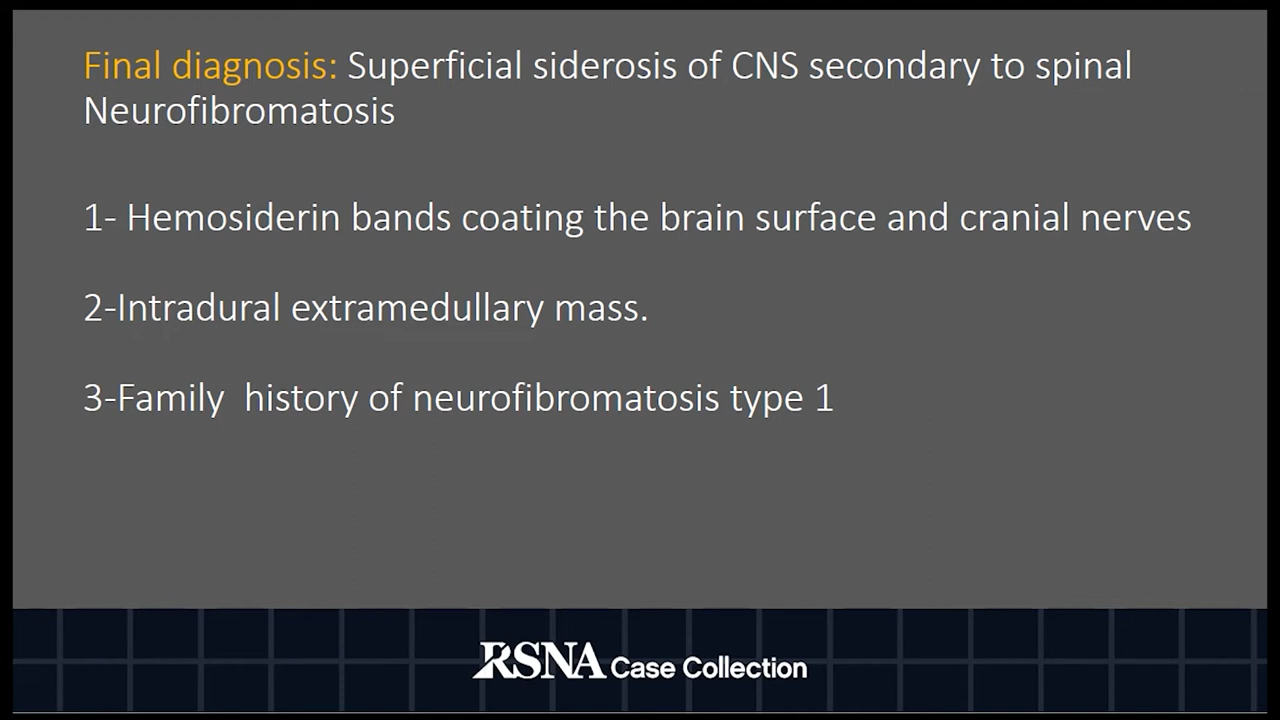 Final diagnosis: Superficial siderosis of CNS secondary to spinal
Neurofibromatosis
1- Hemosiderin bands coating the brain surface and cranial nerves
2-Intradural extramedullary mass.
3-Family  history of neurofibromatosis type 1
RSNA Case Collection